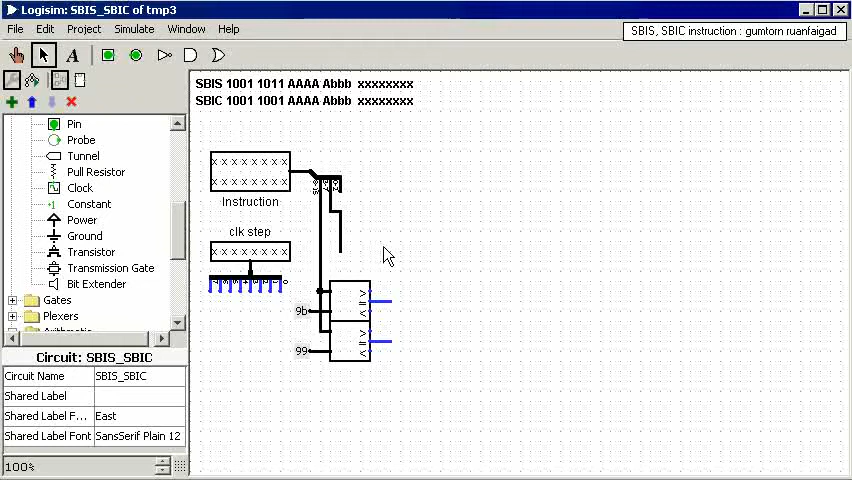 Logisim: SBIS_SBIC of tmp3
File Edit Project Simulate Window Help
SBIS, SBIC instruction : gumtorn ruanfaigad
A
SBIS 1001 1011 AAAA Abbb xxxxxxxx
SBIC 1001 1001 AAAA Abbb xxxxxxxx
Pin
Probe
Tunnel
Pull Resistor
Clock
+1 Constant
Power
Ground
Transistor
Transmission Gate
Bit Extender
Gates
Plexers
x x x x x x x x
x x x x x x x x
Instruction
clk step
x x x x x x x x
9b
99
Circuit: SBIS_SBIC
Circuit Name SBIS_SBIC
Shared Label
Shared Label F... East
Shared Label Font SansSerif Plain 12
100%